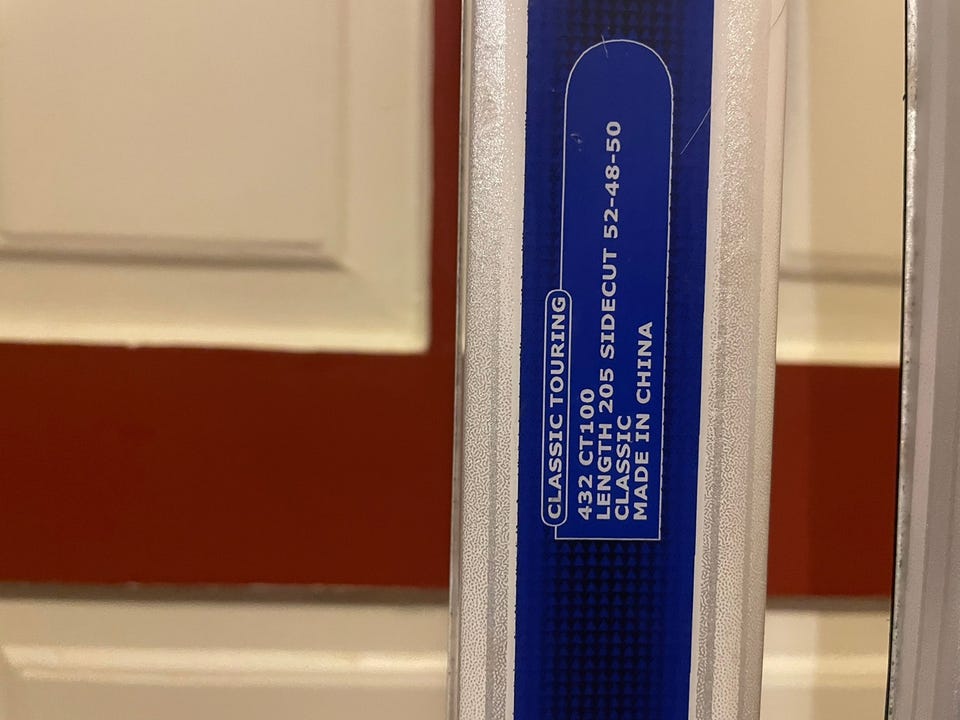 CLASSIC TOURING
432 CT100
LENGTH 205 SIDECUT 52-48-50
CLASSIC
MADE IN CHINA